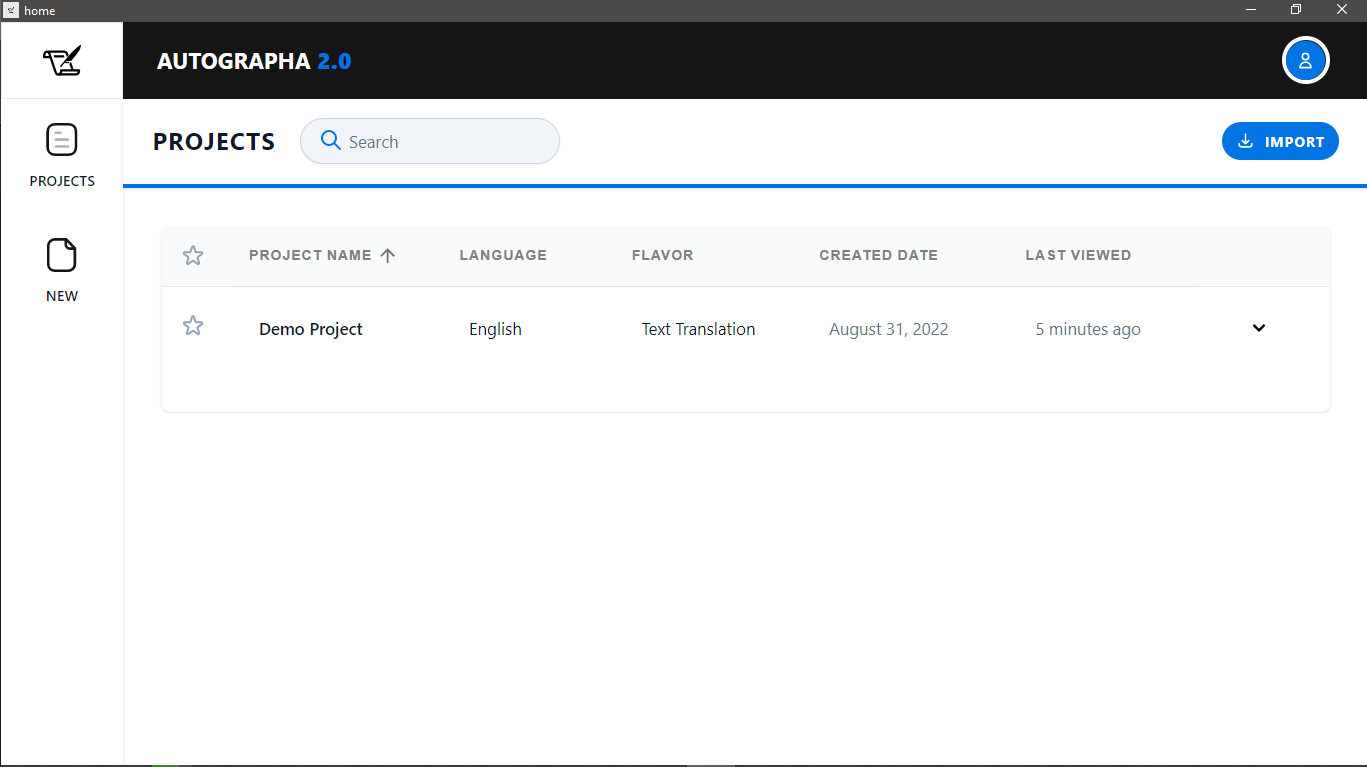 home
AUTOGRAPHA 2.0
PROJECTS Search IMPORT
PROJECTS
NEW
PROJECT NAME LANGUAGE FLAVOR CREATED DATE LAST VIEWED
Demo Project English Text Translation August 31, 2022 5 minutes ago